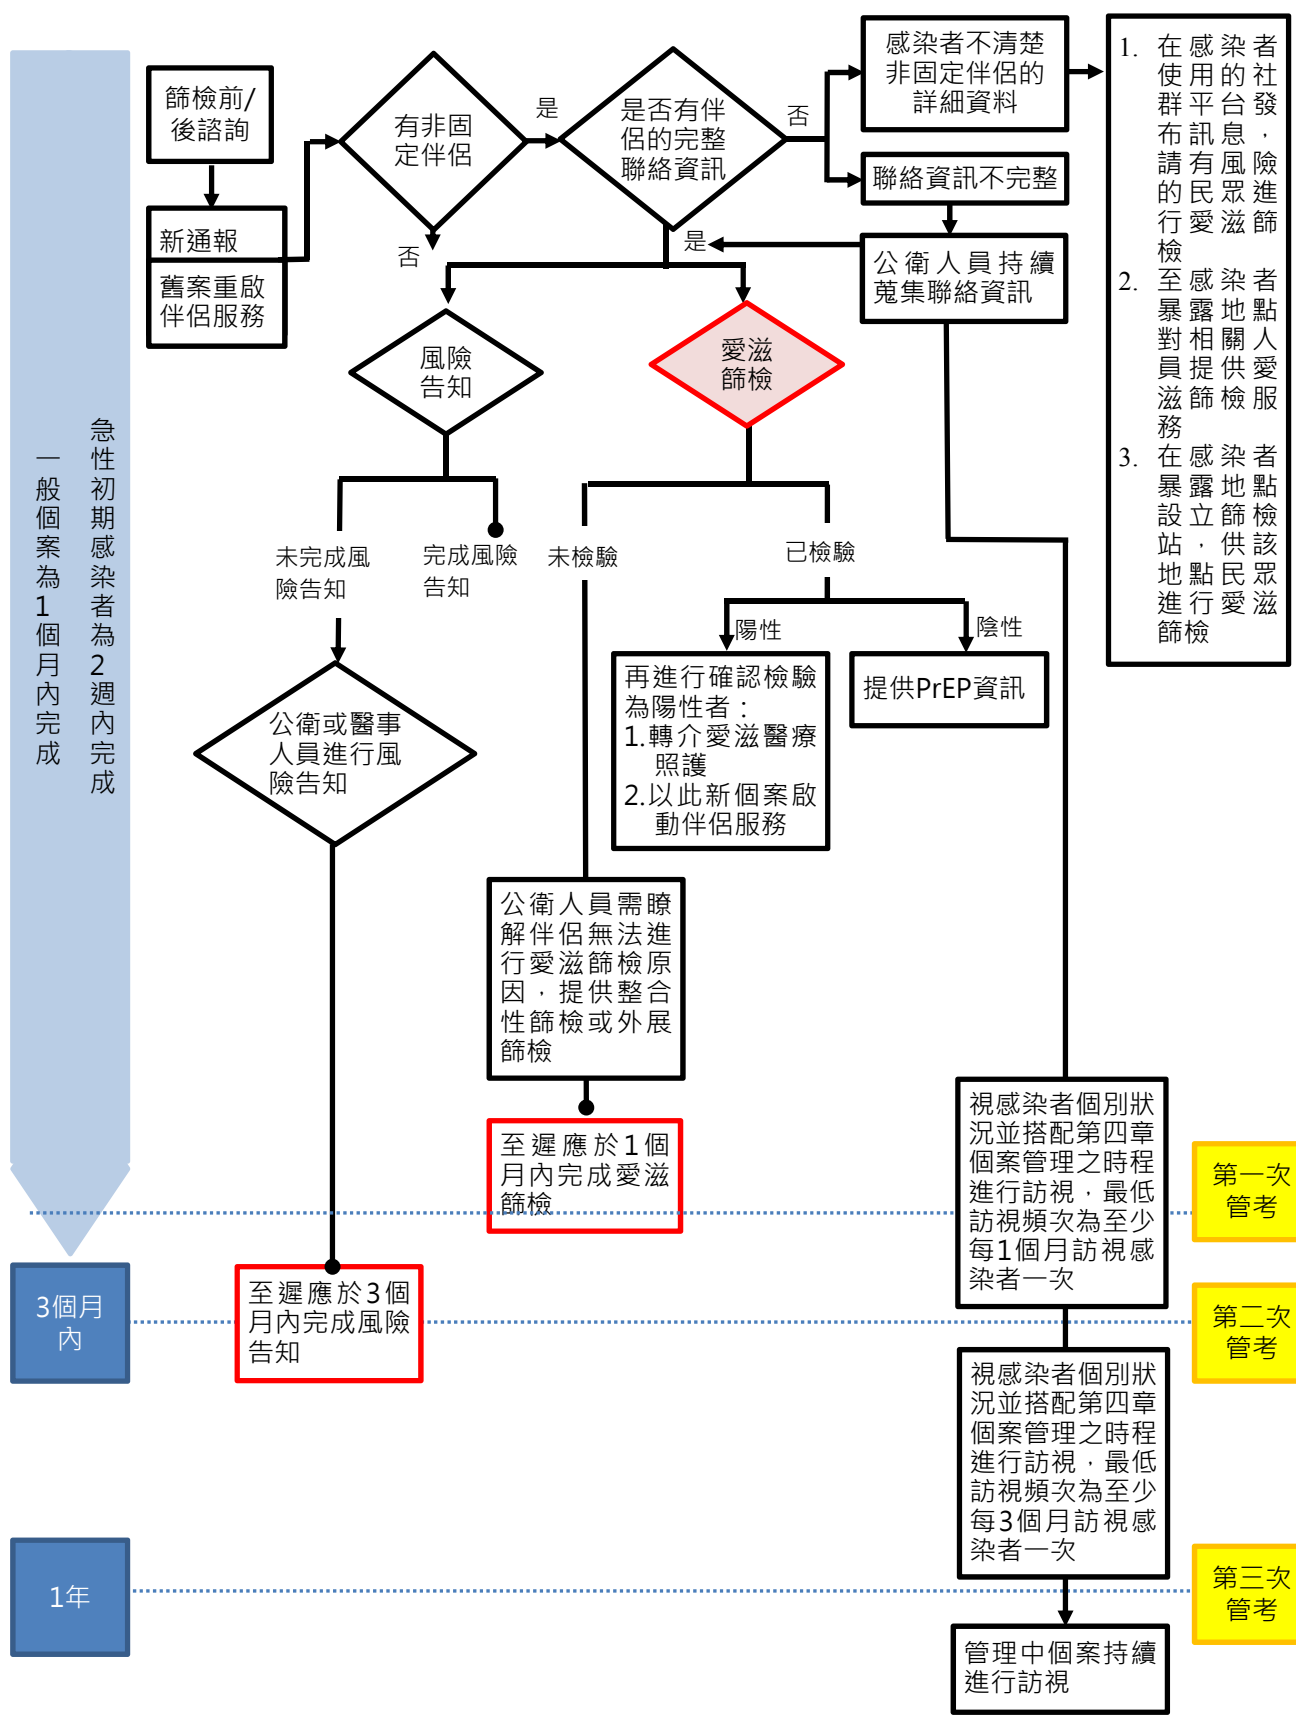 急性初期感染者為2週內完成
一般個案為1個月內完成
篩檢前/
後諮詢
新通報
舊案重啟
伴侶服務
有非固
定伴侶
是
否
是否有伴
侶的完整
聯絡資訊
否
是
感染者不清楚
非固定伴侶的
詳細資料
聯絡資訊不完整
公衛人員持續
蒐集聯絡資訊
1. 在感染者
使用的社
群平台發
布訊息，
請有風險
的民眾進
行愛滋篩
檢
2. 至感染者
暴露地點
對相關人
員提供愛
滋篩檢服
務
3. 在感染者
暴露地點
設立篩檢
站，供該
地點民眾
進行愛滋
篩檢
風險
告知
愛滋
篩檢
未完成風
險告知
完成風險
告知
未檢驗
已檢驗
陽性
陰性
再進行確認檢驗
為陽性者：
1.轉介愛滋醫療
照護
2.以此新個案啟
動伴侶服務
提供PrEP資訊
公衛或醫事
人員進行風
險告知
公衛人員需瞭
解伴侶無法進
行愛滋篩檢原
因，提供整合
性篩檢或外展
篩檢
至遲應於1個
月內完成愛滋
篩檢
視感染者個別狀
況並搭配第四章
個案管理之時程
進行訪視，最低
訪視頻次為至少
每1個月訪視感
染者一次
第一次
管考
3個月
內
至遲應於3個
月內完成風險
告知
第二次
管考
視感染者個別狀
況並搭配第四章
個案管理之時程
進行訪視，最低
訪視頻次為至少
每3個月訪視感
染者一次
1年
第三次
管考
管理中個案持續
進行訪視